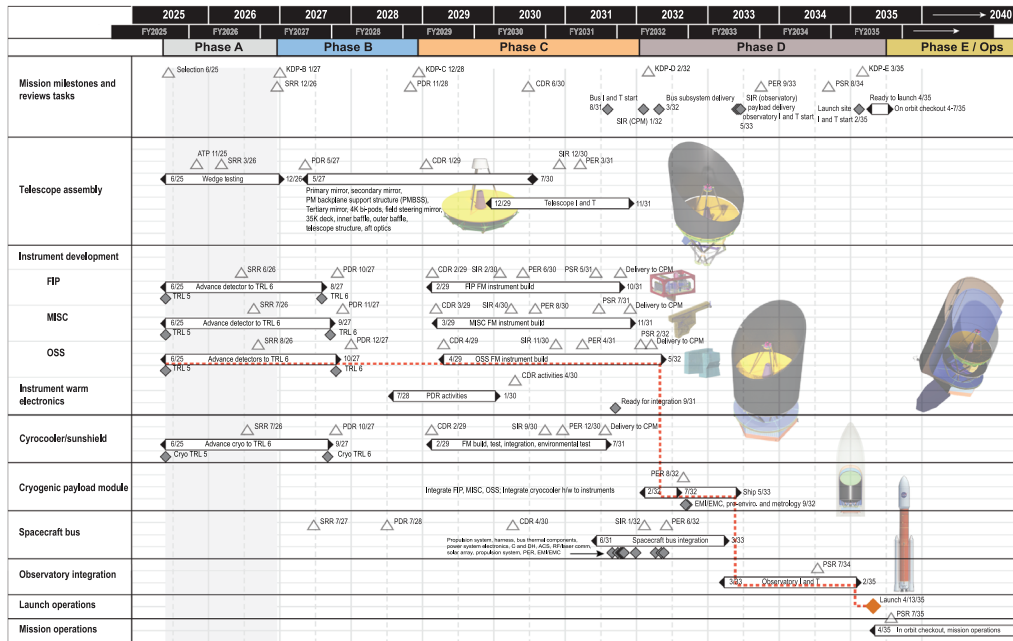 2025 2026 2027 2028 2029 2030 2031 2032 2033 2034 2035 2040
FY2025 FY2026 FY2027 FY2028 FY2029 FY2030 FY2031 FY2032 FY2033 FY2034 FY2035
Phase A Phase B Phase C Phase D Phase E / Ops
Mission milestones and
reviews tasks
Selection 6/25 KDP-B 1/27 KDP-C 12/28 KDP-D 2/32 KDP-E 3/35
SRR 12/26 PDR 11/28 CDR 6/30 PER 9/33 PSR 8/34
Bus I and T start
8/31
SIR (CPM) 1/32
Bus subsystem delivery
3/32
SIR (observatory)
payload delivery
observatory I and T start
5/33
Launch site
I and T start 2/35
Ready to launch 4/35
On orbit checkout 4-7/35
Telescope assembly
ATP 11/25
SRR 3/26 PDR 5/27 CDR 1/29 SIR 12/30
PER 3/31
6/25 Wedge testing 12/26 5/27 7/30
Primary mirror, secondary mirror,
PM backplane support structure (PMBSS),
Tertiary mirror, 4K bi-pods, field steering mirror,
35K deck, inner baffle, outer baffle,
telescope structure, aft optics
12/29 Telescope I and T 11/31
Instrument development
FIP
SRR 6/26 PDR 10/27 CDR 2/29 SIR 2/30 PER 6/30 PSR 5/31 Delivery to CPM
6/25 Advance detector to TRL 6 8/27 2/29 FIP FM instrument build 10/31
TRL 5 TRL 6
MISC
SRR 7/26 PDR 11/27 CDR 3/29 SIR 4/30 PER 8/30 PSR 7/31 Delivery to CPM
6/25 Advance detector to TRL 6 9/27 3/29 MISC FM instrument build 11/31
TRL 5 TRL 6
OSS
SRR 8/26 PDR 12/27 CDR 4/29 SIR 11/30 PER 4/31 PSR 2/32 Delivery to CPM
6/25 Advance detectors to TRL 6 10/27 4/29 OSS FM instrument build 5/32
TRL 5 TRL 6
Instrument warm
electronics
CDR activities 4/30
7/28 PDR activities 1/30
Ready for integration 9/31
Cyrocooler/sunshield
SRR 7/26 PDR 10/27 CDR 2/29 SIR 9/30 PER 12/30 Delivery to CPM
6/25 Advance cryo to TRL 6 9/27 2/29 FM build, test, integration, environmental test 7/31
Cryo TRL 5 Cryo TRL 6
Cryogenic payload module
PER 8/32
Integrate FIP, MISC, OSS; Integrate cryocooler h/w to instruments 2/32 7/32 Ship 5/33
EMI/EMC, pre-enviro. and metrology 9/32
Spacecraft bus
SRR 7/27 PDR 7/28 CDR 4/30 SIR 1/32 PER 6/32
6/31 Spacecraft bus integration 3/33
Propulsion system, harness, bus thermal components,
power system electronics, C and DH, ACS, RF/laser comm,
solar array, propulsion system, PER, EMI/EMC
Observatory integration
PSR 7/34
3/33 Observatory I and T 2/35
Launch operations
Launch 4/13/35
Mission operations
PSR 7/35
4/35 In orbit checkout, mission operations